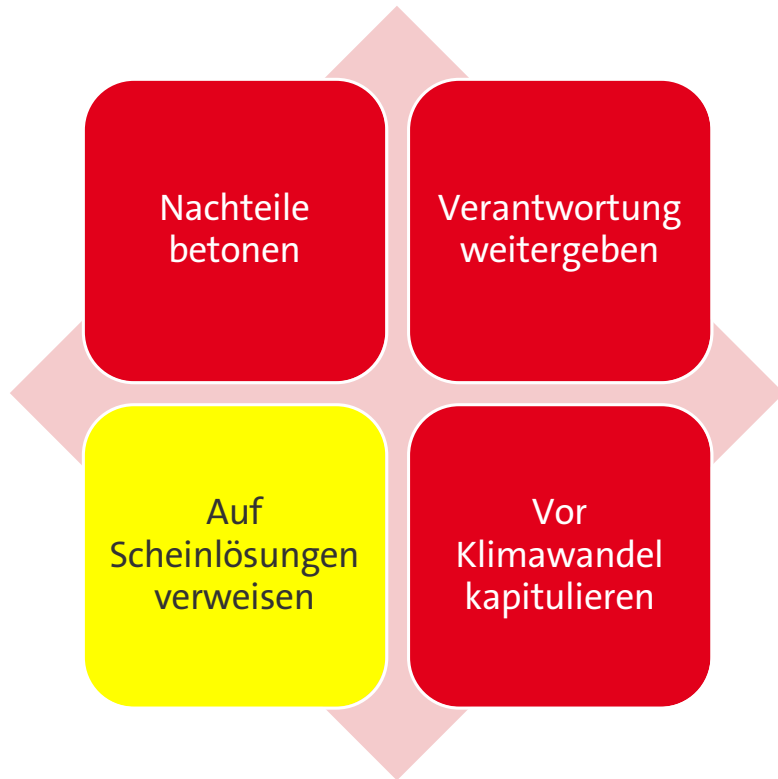 Nachteile
betonen
Verantwortung
weitergeben
Auf
Scheinlösungen
verweisen
Vor
Klimawandel
kapitulieren